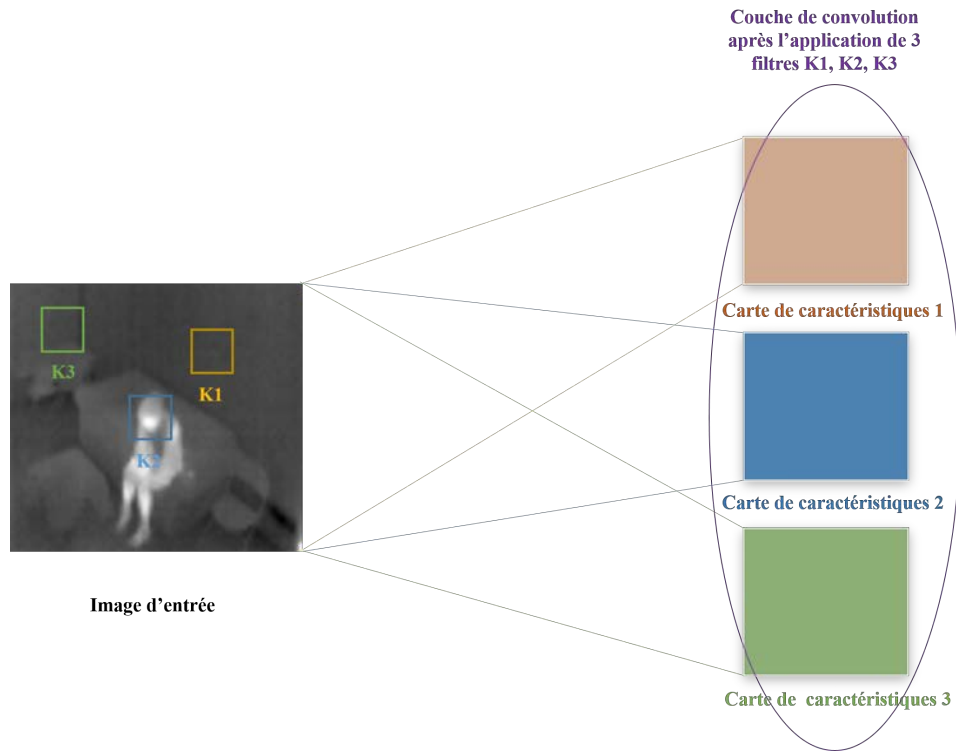 Couche de convolution
après l'application de 3
filtres K1, K2, K3
K3
K1
K2
Carte de caractéristiques 1
Carte de caractéristiques 2
Image d'entrée
Carte de caractéristiques 3